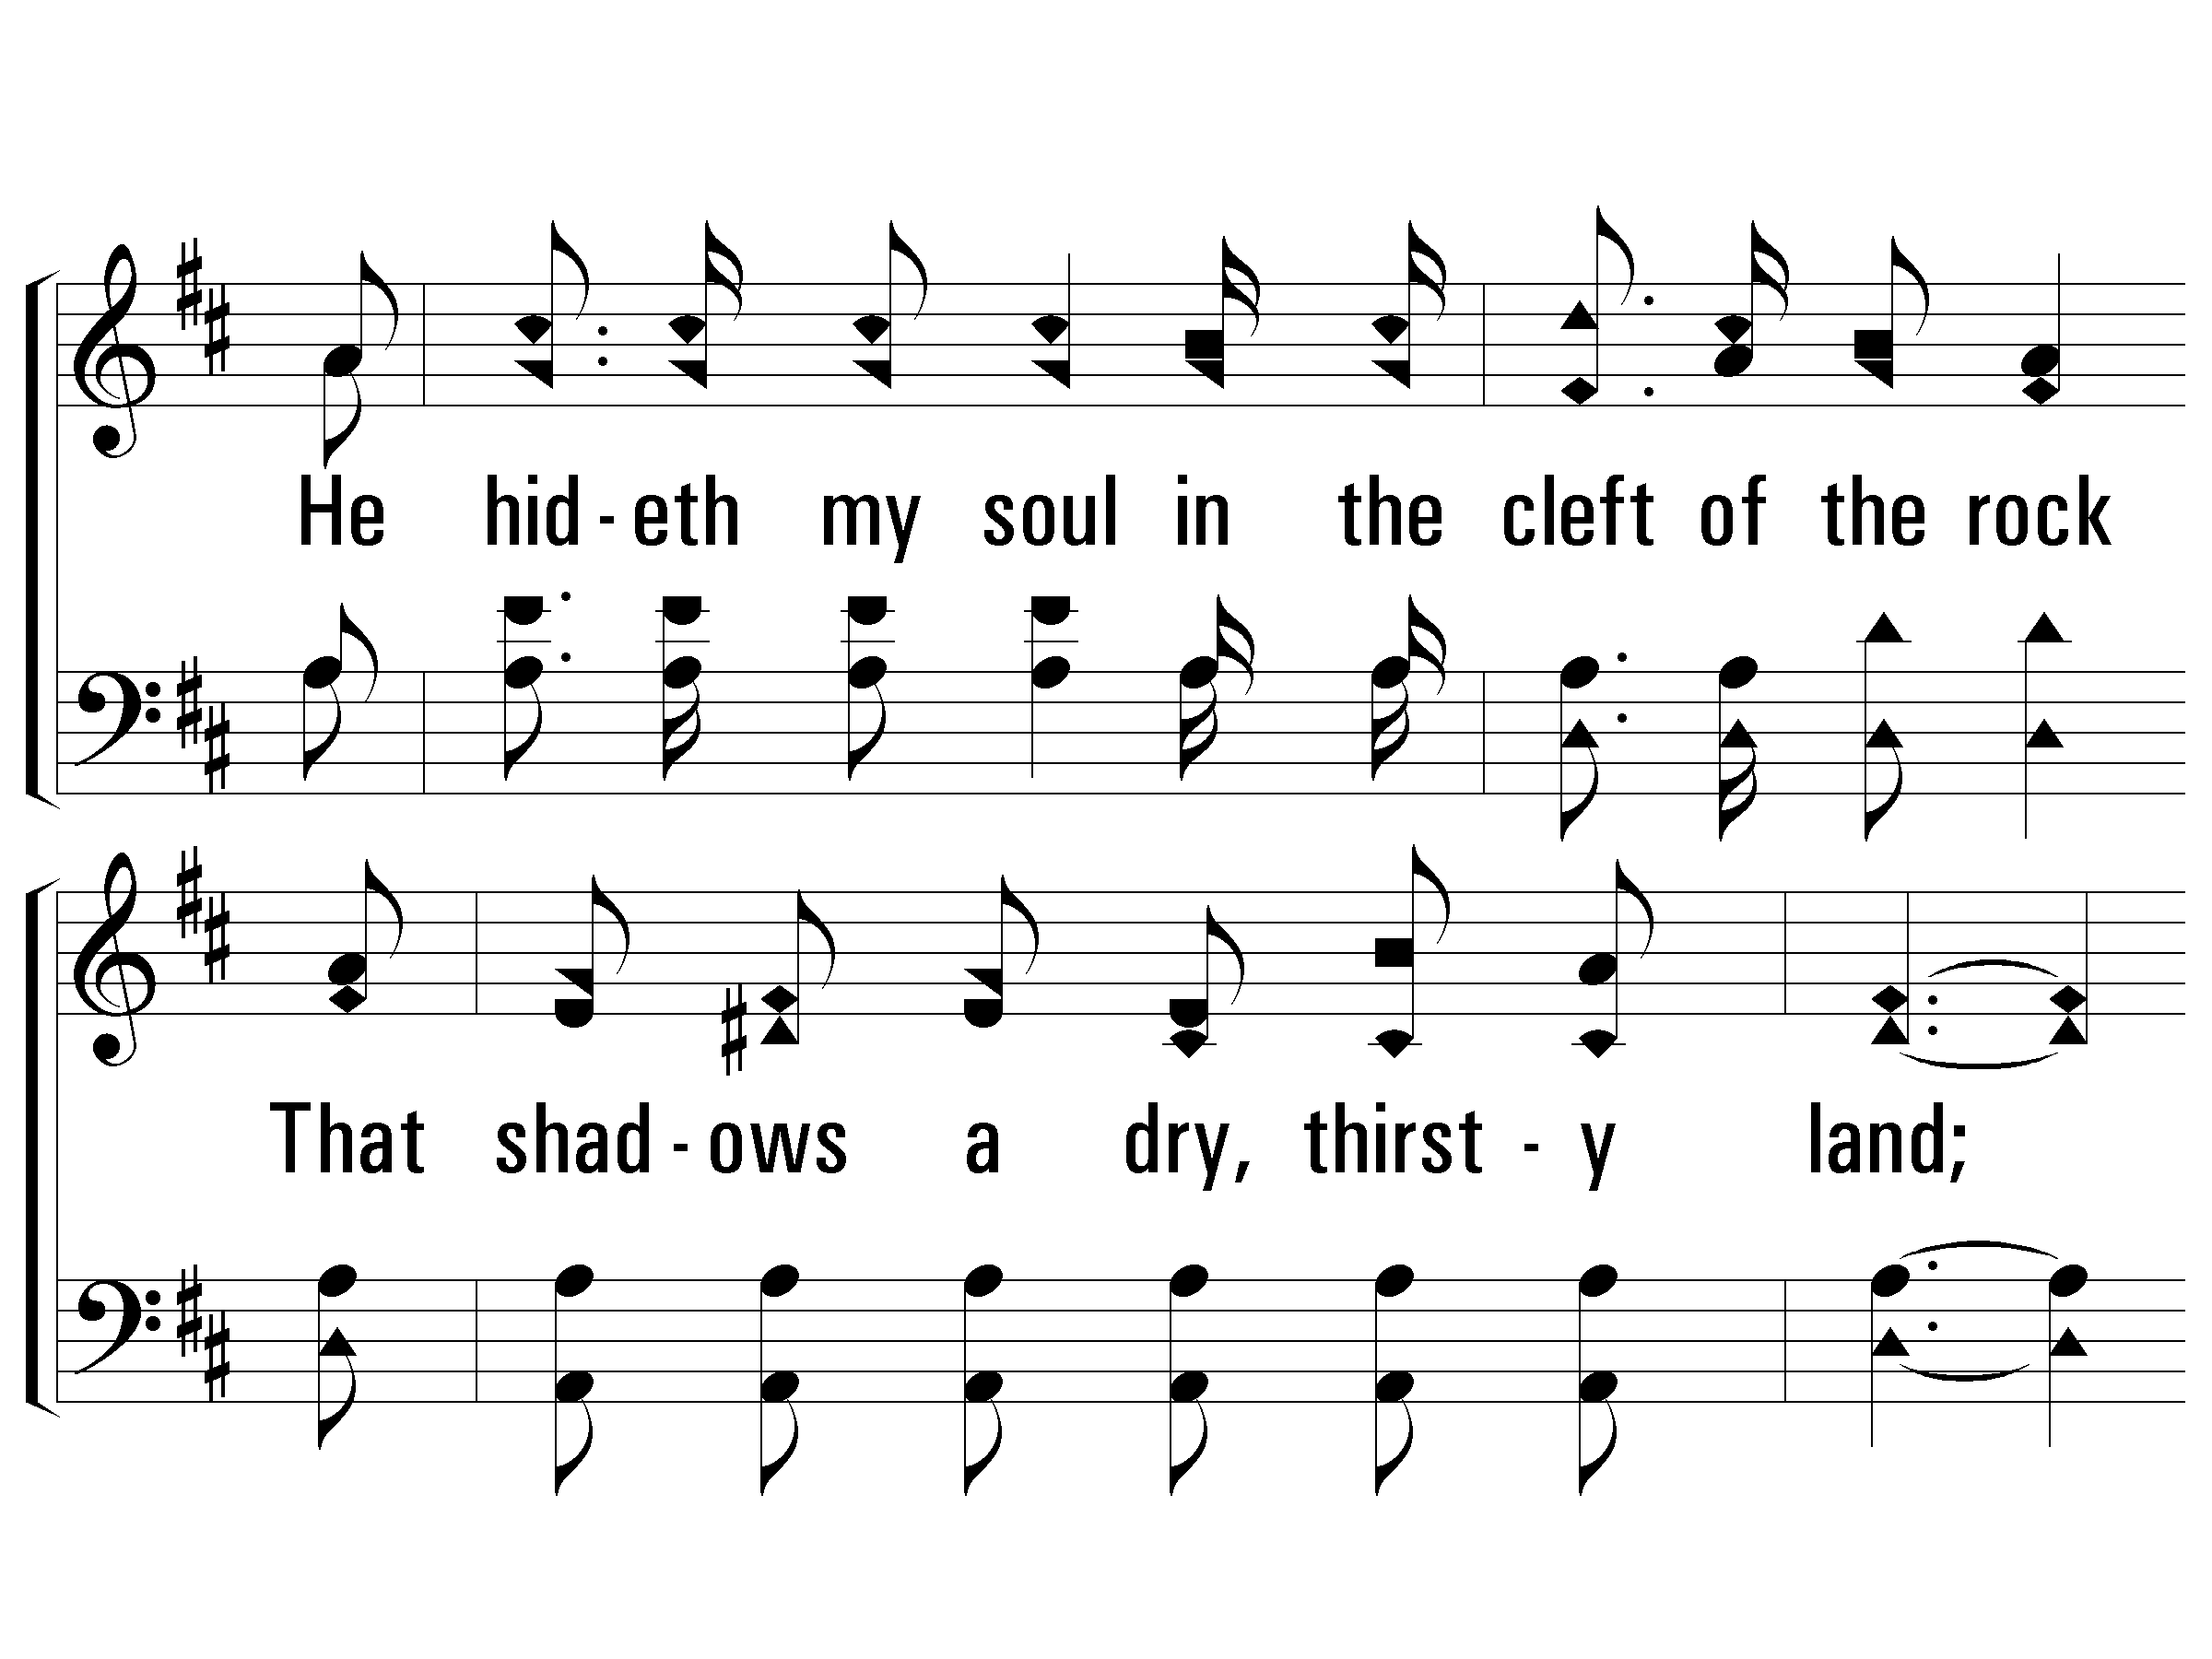 He hid - eth my soul in the cleft of the rock
That shad - ows a dry, thirst - y land;